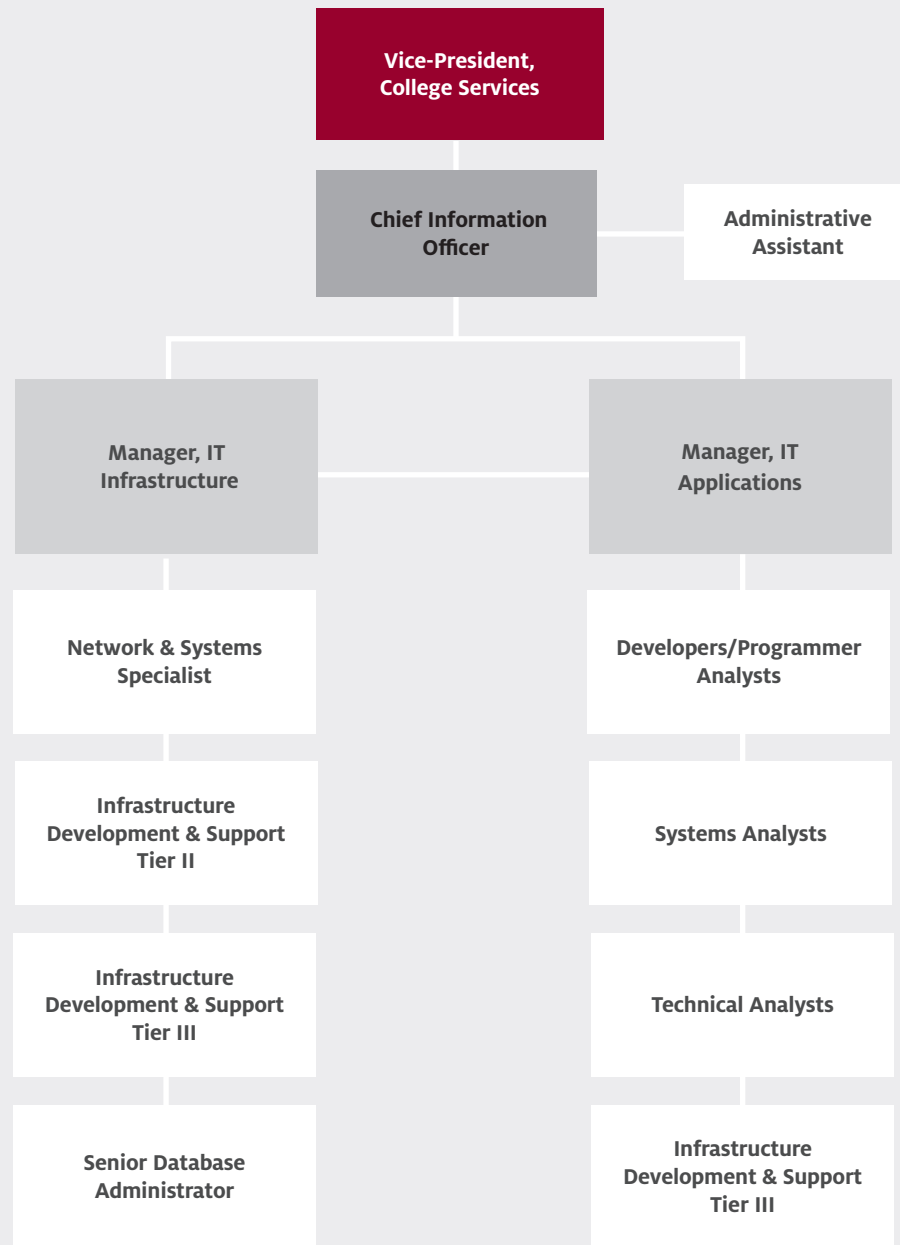 Vice-President,
College Services
Chief Information
Officer
Administrative
Assistant
Manager, IT
Infrastructure
Manager, IT
Applications
Network & Systems
Specialist
Developers/Programmer
Analysts
Infrastructure
Development & Support
Tier II
Systems Analysts
Infrastructure
Development & Support
Tier III
Technical Analysts
Senior Database
Administrator
Infrastructure
Development & Support
Tier III